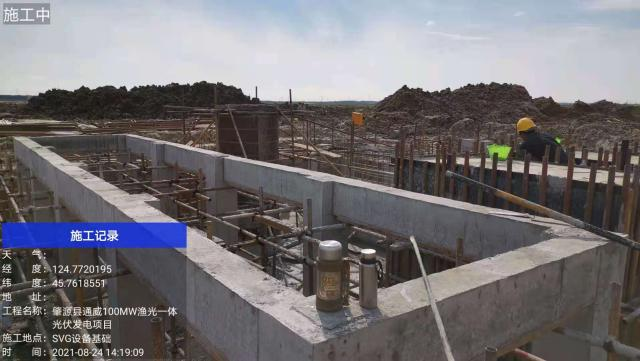 施工中
施工记录
天 气：
经 度：124.7720195
纬 度：45.7618551
地 址：
工程名称：肇源县通威100MW渔光一体
光伏发电项目
施工地点：SVG设备基础
时 间：2021-08-24 14:19:09